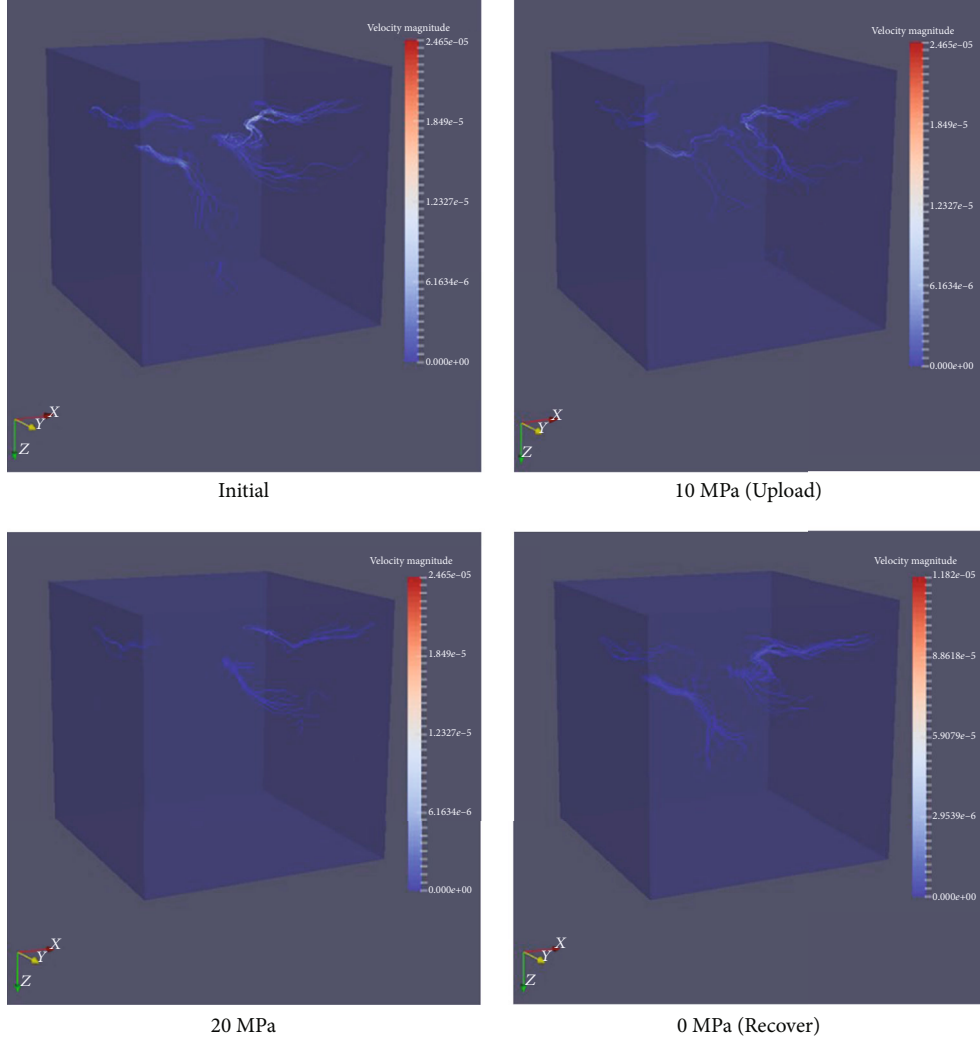 Velocity magnitude
2.465e–05
1.849e–5
1.2327e–5
6.1634e–6
0.000e+00
X
Y
Z
Initial
Velocity magnitude
2.465e–05
1.849e–5
1.2327e–5
6.1634e–6
0.000e+00
X
Y
Z
10 MPa (Upload)
Velocity magnitude
2.465e–05
1.849e–5
1.2327e–5
6.1634e–6
0.000e+00
X
Y
Z
20 MPa
Velocity magnitude
1.182e–05
8.8618e–5
5.9079e–5
2.9539e–6
0.000e+00
X
Y
Z
0 MPa (Recover)